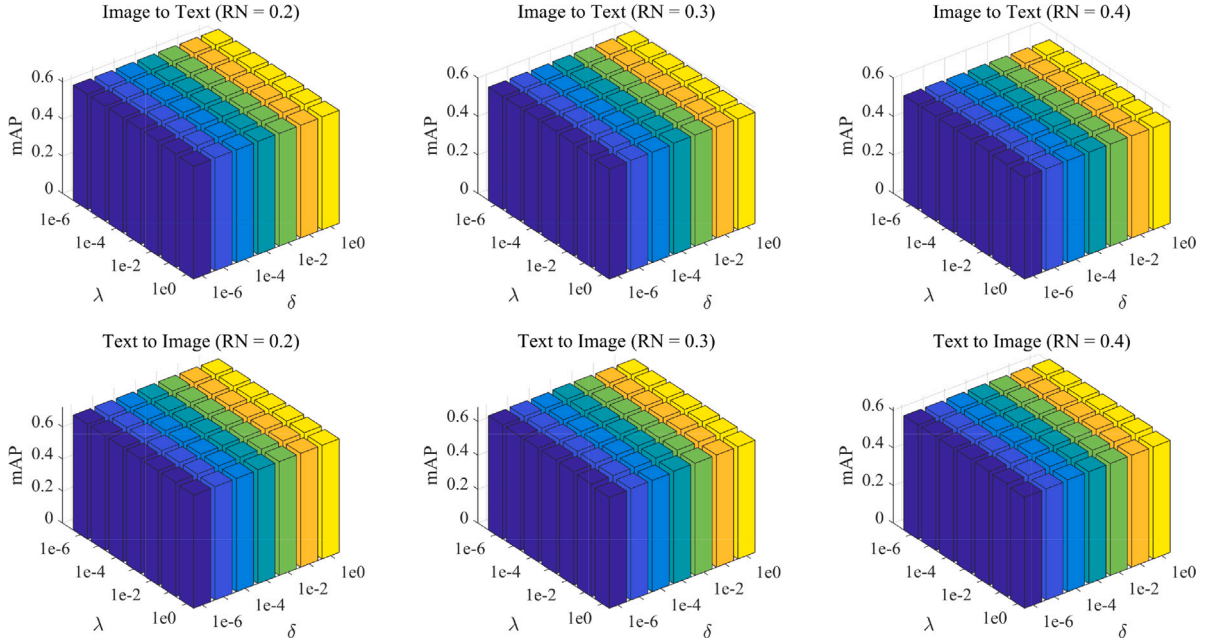 Image to Text (RN = 0.2)
0.6
0.4
0.2
0
mAP
1e-6
1e-4
1e-2
1e0
λ
1e-6
1e-4
1e-2
1e0
δ
Image to Text (RN = 0.3)
0.6
0.4
0.2
0
mAP
1e-6
1e-4
1e-2
1e0
λ
1e-6
1e-4
1e-2
1e0
δ
Image to Text (RN = 0.4)
0.6
0.4
0.2
0
mAP
1e-6
1e-4
1e-2
1e0
λ
1e-6
1e-4
1e-2
1e0
δ
Text to Image (RN = 0.2)
0.6
0.4
0.2
0
mAP
1e-6
1e-4
1e-2
1e0
λ
1e-6
1e-4
1e-2
1e0
δ
Text to Image (RN = 0.3)
0.6
0.4
0.2
0
mAP
1e-6
1e-4
1e-2
1e0
λ
1e-6
1e-4
1e-2
1e0
δ
Text to Image (RN = 0.4)
0.6
0.4
0.2
0
mAP
1e-6
1e-4
1e-2
1e0
λ
1e-6
1e-4
1e-2
1e0
δ